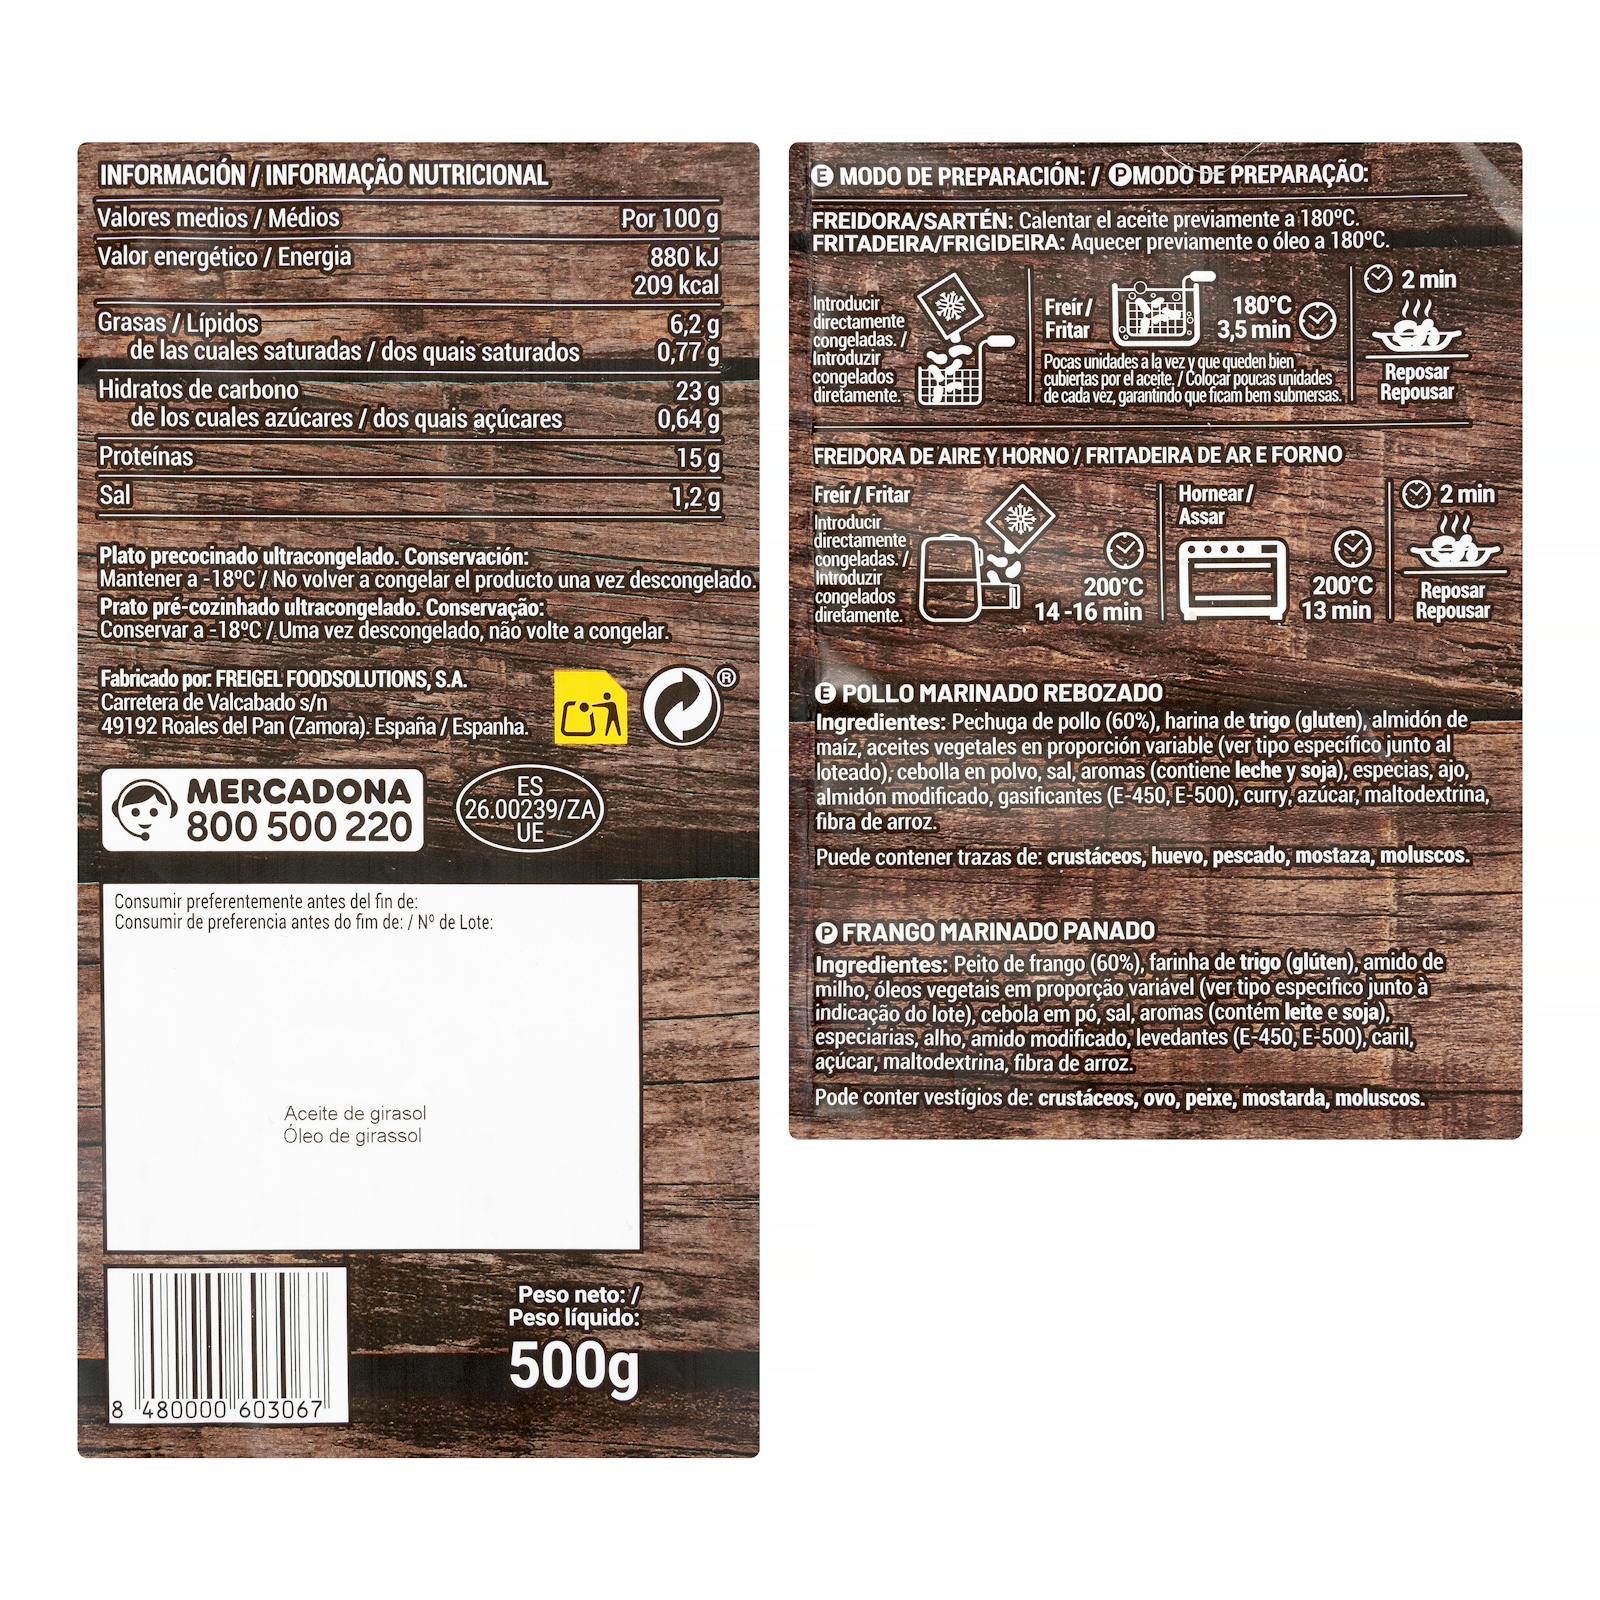 INFORMACIÓN / INFORMAÇÃO NUTRICIONAL
Valores medios / Médios Por 100 g
Valor energético / Energia 880 kJ
209 kcal
Grasas / Lípidos 6,2 g
de las cuales saturadas / dos quais saturados 0,77 g
Hidratos de carbono 23 g
de los cuales azúcares / dos quais açúcares 0,64 g
Proteínas 15 g
Sal 1,2 g
Plato precocinado ultracongelado. Conservación:
Mantener a -18ºC / No volver a congelar el producto una vez descongelado.
Prato pré-cozinhado ultracongelado. Conservação:
Conservar a -18ºC / Uma vez descongelado, não volte a congelar.
Fabricado por: FREIGEL FOODSOLUTIONS, S.A.
Carretera de Valcabado s/n
49192 Roales del Pan (Zamora). España / Espanha.
®
MERCADONA
800 500 220
ES
26.00239/ZA
UE
Consumir preferentemente antes del fin de:
Consumir de preferencia antes do fim de: / Nº de Lote:
Aceite de girasol
Óleo de girassol
8 480000 603067
Peso neto: /
Peso líquido:
500g
E MODO DE PREPARACIÓN: / P MODO DE PREPARAÇÃO:
FREIDORA/SARTÉN: Calentar el aceite previamente a 180ºC.
FRITADEIRA/FRIGIDEIRA: Aquecer previamente o óleo a 180ºC.
Introducir
directamente
congeladas. /
Introduzir
congelados
diretamente.
Freír /
Fritar
180°C
3,5 min
Pocas unidades a la vez y que queden bien
cubiertas por el aceite. / Colocar poucas unidades
de cada vez, garantindo que ficam bem submersas.
2 min
Reposar
Repousar
FREIDORA DE AIRE Y HORNO / FRITADEIRA DE AR E FORNO
Freír / Fritar
Introducir
directamente
congeladas. /
Introduzir
congelados
diretamente.
200°C
14 -16 min
Hornear /
Assar
200°C
13 min
2 min
Reposar
Repousar
E POLLO MARINADO REBOZADO
Ingredientes: Pechuga de pollo (60%), harina de trigo (gluten), almidón de
maíz, aceites vegetales en proporción variable (ver tipo específico junto al
loteado), cebolla en polvo, sal, aromas (contiene leche y soja), especias, ajo,
almidón modificado, gasificantes (E-450, E-500), curry, azúcar, maltodextrina,
fibra de arroz.
Puede contener trazas de: crustáceos, huevo, pescado, mostaza, moluscos.
P FRANGO MARINADO PANADO
Ingredientes: Peito de frango (60%), farinha de trigo (glúten), amido de
milho, óleos vegetais em proporção variável (ver tipo especifico junto à
indicação do lote), cebola em pó, sal, aromas (contém leite e soja),
especiarias, alho, amido modificado, levedantes (E-450, E-500), caril,
açúcar, maltodextrina, fibra de arroz.
Pode conter vestígios de: crustáceos, ovo, peixe, mostarda, moluscos.